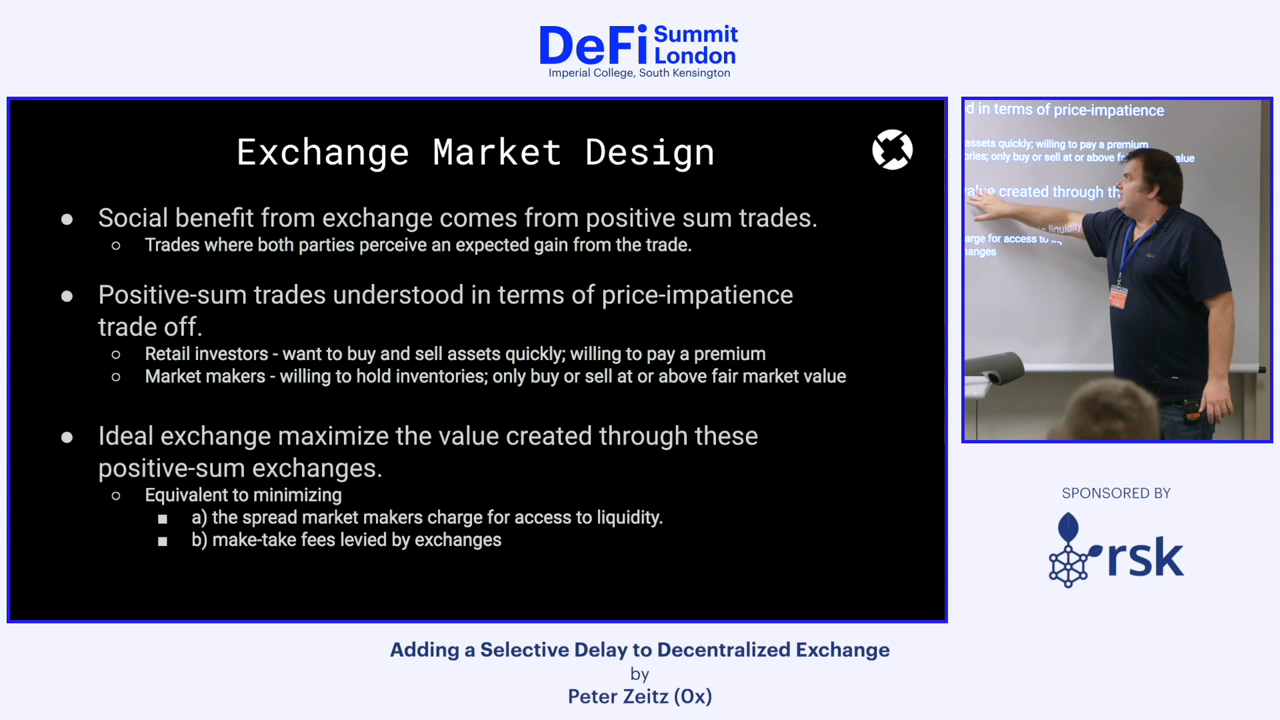 DeFi Summit London
Imperial College, South Kensington
Exchange Market Design
● Social benefit from exchange comes from positive sum trades.
○ Trades where both parties perceive an expected gain from the trade.
● Positive-sum trades understood in terms of price-impatience
trade off.
○ Retail investors - want to buy and sell assets quickly; willing to pay a premium
○ Market makers - willing to hold inventories; only buy or sell at or above fair market value
● Ideal exchange maximize the value created through these
positive-sum exchanges.
○ Equivalent to minimizing
■ a) the spread market makers charge for access to liquidity.
■ b) make-take fees levied by exchanges
d in terms of price-impatience
assets quickly; willing to pay a premium
ories; only buy or sell at or above fair
alue
value created through th
liquidity
arge for access to
anges
SPONSORED BY
rsk
Adding a Selective Delay to Decentralized Exchange
by
Peter Zeitz (0x)